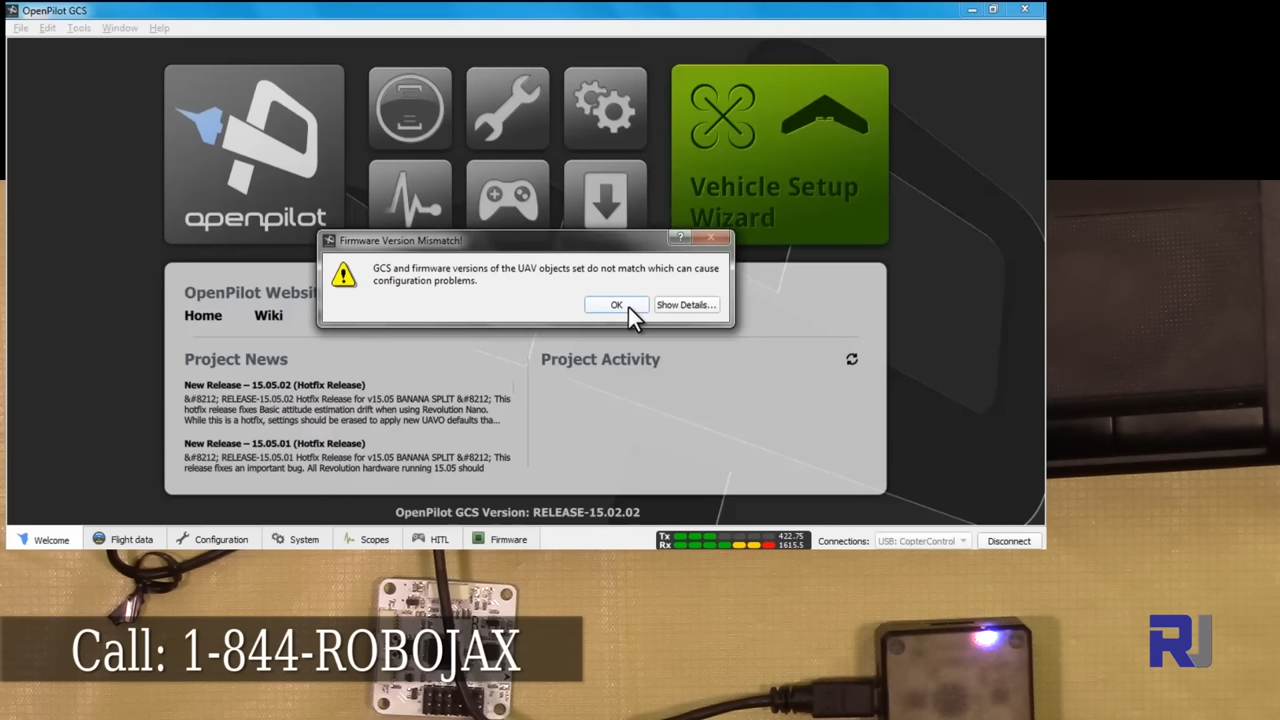 OpenPilot GCS
File Edit Tools Window Help
openpilot
Vehicle Setup
Wizard
Firmware Version Mismatch!
GCS and firmware versions of the UAV objects set do not match which can cause
configuration problems.
OK Show Details...
OpenPilot Websit
Home Wiki
Project News
Project Activity
New Release – 15.05.02 (Hotfix Release)
&#8212; RELEASE-15.05.02 Hotfix Release for v15.05 BANANA SPLIT &#8212; This
hotfix release fixes Basic attitude estimation drift when using Revolution Nano.
While this is a hotfix, settings should be erased to apply new UAVO defaults tha...
New Release – 15.05.01 (Hotfix Release)
&#8212; RELEASE-15.05.01 Hotfix Release for v15.05 BANANA SPLIT &#8212; This
release fixes an important bug. All Revolution hardware running 15.05 should
OpenPilot GCS Version: RELEASE-15.02.02
Welcome Flight data Configuration System Scopes HITL Firmware
Tx 422.75
Rx 1615.5
Connections: USB: CopterControl Disconnect
Call: 1-844-ROBOJAX
RJ